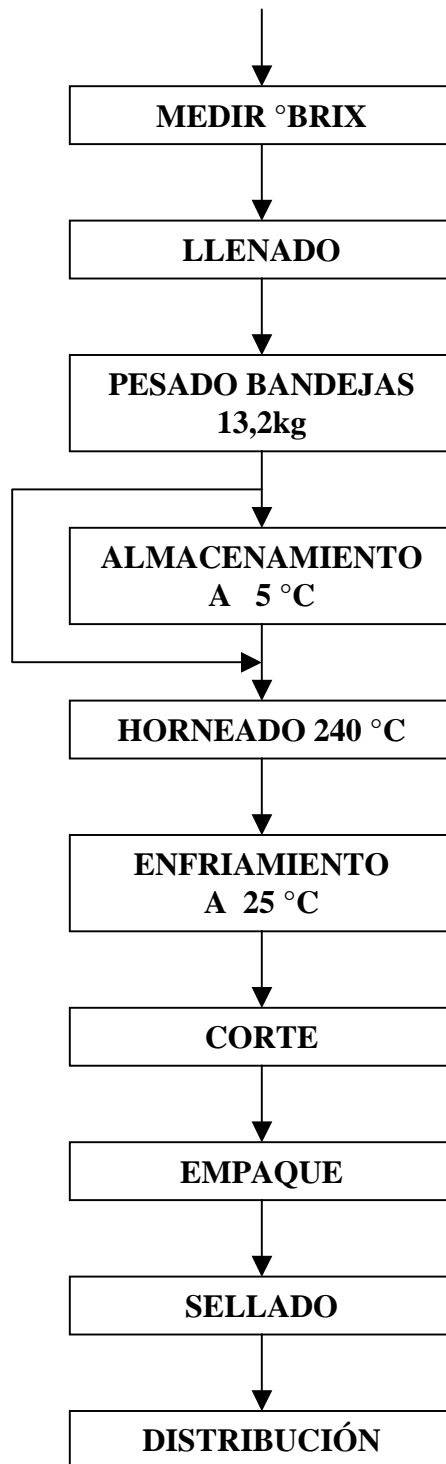 MEDIR °BRIX
LLENADO
PESADO BANDEJAS
13,2kg
ALMACENAMIENTO
A 5 °C
HORNEADO 240 °C
ENFRIAMIENTO
A 25 °C
CORTE
EMPAQUE
SELLADO
DISTRIBUCIÓN